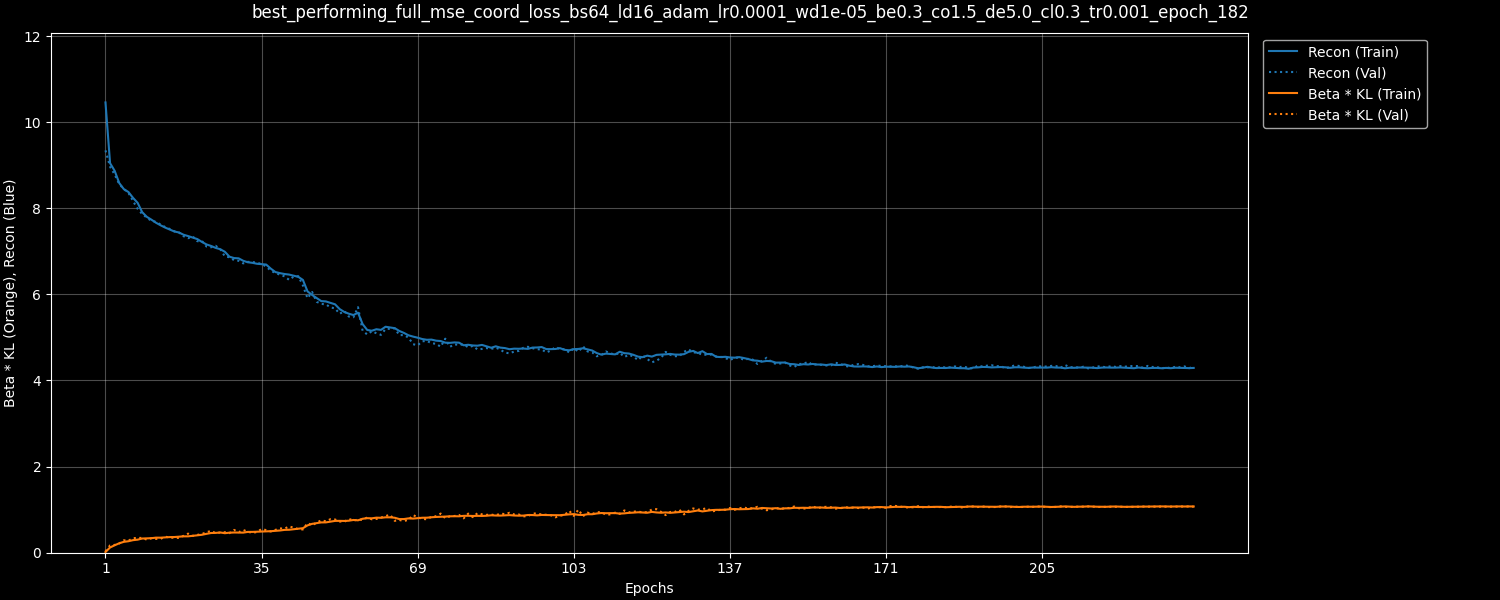 best_performing_full_mse_coord_loss_bs64_ld16_adam_lr0.0001_wd1e-05_be0.3_co1.5_de5.0_cl0.3_tr0.001_epoch_182
Recon (Train)
Recon (Val)
Beta * KL (Train)
Beta * KL (Val)
Beta * KL (Orange), Recon (Blue)
12
10
8
6
4
2
0
1 35 69 103 137 171 205
Epochs